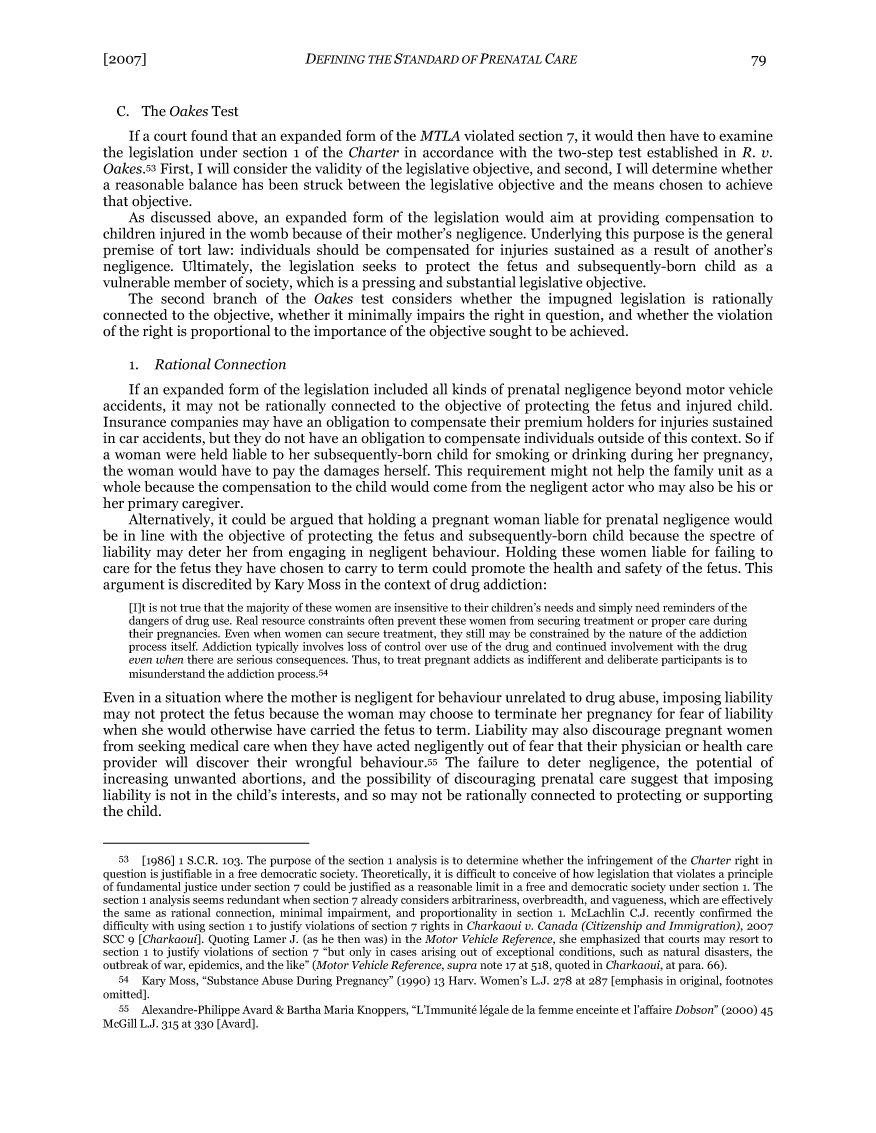 [2007] DEFINING THE STANDARD OF PRENATAL CARE 79
C. The Oakes Test
If a court found that an expanded form of the MTLA violated section 7, it would then have to examine
the legislation under section 1 of the Charter in accordance with the two-step test established in R. v.
Oakes.53 First, I will consider the validity of the legislative objective, and second, I will determine whether
a reasonable balance has been struck between the legislative objective and the means chosen to achieve
that objective.
As discussed above, an expanded form of the legislation would aim at providing compensation to
children injured in the womb because of their mother's negligence. Underlying this purpose is the general
premise of tort law: individuals should be compensated for injuries sustained as a result of another's
negligence. Ultimately, the legislation seeks to protect the fetus and subsequently-born child as a
vulnerable member of society, which is a pressing and substantial legislative objective.
The second branch of the Oakes test considers whether the impugned legislation is rationally
connected to the objective, whether it minimally impairs the right in question, and whether the violation
of the right is proportional to the importance of the objective sought to be achieved.
1. Rational Connection
If an expanded form of the legislation included all kinds of prenatal negligence beyond motor vehicle
accidents, it may not be rationally connected to the objective of protecting the fetus and injured child.
Insurance companies may have an obligation to compensate their premium holders for injuries sustained
in car accidents, but they do not have an obligation to compensate individuals outside of this context. So if
a woman were held liable to her subsequently-born child for smoking or drinking during her pregnancy,
the woman would have to pay the damages herself. This requirement might not help the family unit as a
whole because the compensation to the child would come from the negligent actor who may also be his or
her primary caregiver.
Alternatively, it could be argued that holding a pregnant woman liable for prenatal negligence would
be in line with the objective of protecting the fetus and subsequently-born child because the spectre of
liability may deter her from engaging in negligent behaviour. Holding these women liable for failing to
care for the fetus they have chosen to carry to term could promote the health and safety of the fetus. This
argument is discredited by Kary Moss in the context of drug addiction:
[I]t is not true that the majority of these women are insensitive to their children's needs and simply need reminders of the
dangers of drug use. Real resource constraints often prevent these women from securing treatment or proper care during
their pregnancies. Even when women can secure treatment, they still may be constrained by the nature of the addiction
process itself. Addiction typically involves loss of control over use of the drug and continued involvement with the drug
even when there are serious consequences. Thus, to treat pregnant addicts as indifferent and deliberate participants is to
misunderstand the addiction process.54
Even in a situation where the mother is negligent for behaviour unrelated to drug abuse, imposing liability
may not protect the fetus because the woman may choose to terminate her pregnancy for fear of liability
when she would otherwise have carried the fetus to term. Liability may also discourage pregnant women
from seeking medical care when they have acted negligently out of fear that their physician or health care
provider will discover their wrongful behaviour.55 The failure to deter negligence, the potential of
increasing unwanted abortions, and the possibility of discouraging prenatal care suggest that imposing
liability is not in the child's interests, and so may not be rationally connected to protecting or supporting
the child.
53 [1986] 1 S.C.R. 103. The purpose of the section 1 analysis is to determine whether the infringement of the Charter right in
question is justifiable in a free democratic society. Theoretically, it is difficult to conceive of how legislation that violates a principle
of fundamental justice under section 7 could be justified as a reasonable limit in a free and democratic society under section 1. The
section 1 analysis seems redundant when section 7 already considers arbitrariness, overbreadth, and vagueness, which are effectively
the same as rational connection, minimal impairment, and proportionality in section 1. McLachlin C.J. recently confirmed the
difficulty with using section 1 to justify violations of section 7 rights in Charkaoui v. Canada (Citizenship and Immigration), 2007
SCC 9 [Charkaoui]. Quoting Lamer J. (as he then was) in the Motor Vehicle Reference, she emphasized that courts may resort to
section 1 to justify violations of section 7 "but only in cases arising out of exceptional conditions, such as natural disasters, the
outbreak of war, epidemics, and the like" (Motor Vehicle Reference, supra note 17 at 518, quoted in Charkaoui, at para. 66).
54 Kary Moss, "Substance Abuse During Pregnancy" (1990) 13 Harv. Women's L.J. 278 at 287 [emphasis in original, footnotes
omitted].
55 Alexandre-Philippe Avard & Bartha Maria Knoppers, "L'Immunité légale de la femme enceinte et l'affaire Dobson" (2000) 45
McGill L.J. 315 at 330 [Avard].